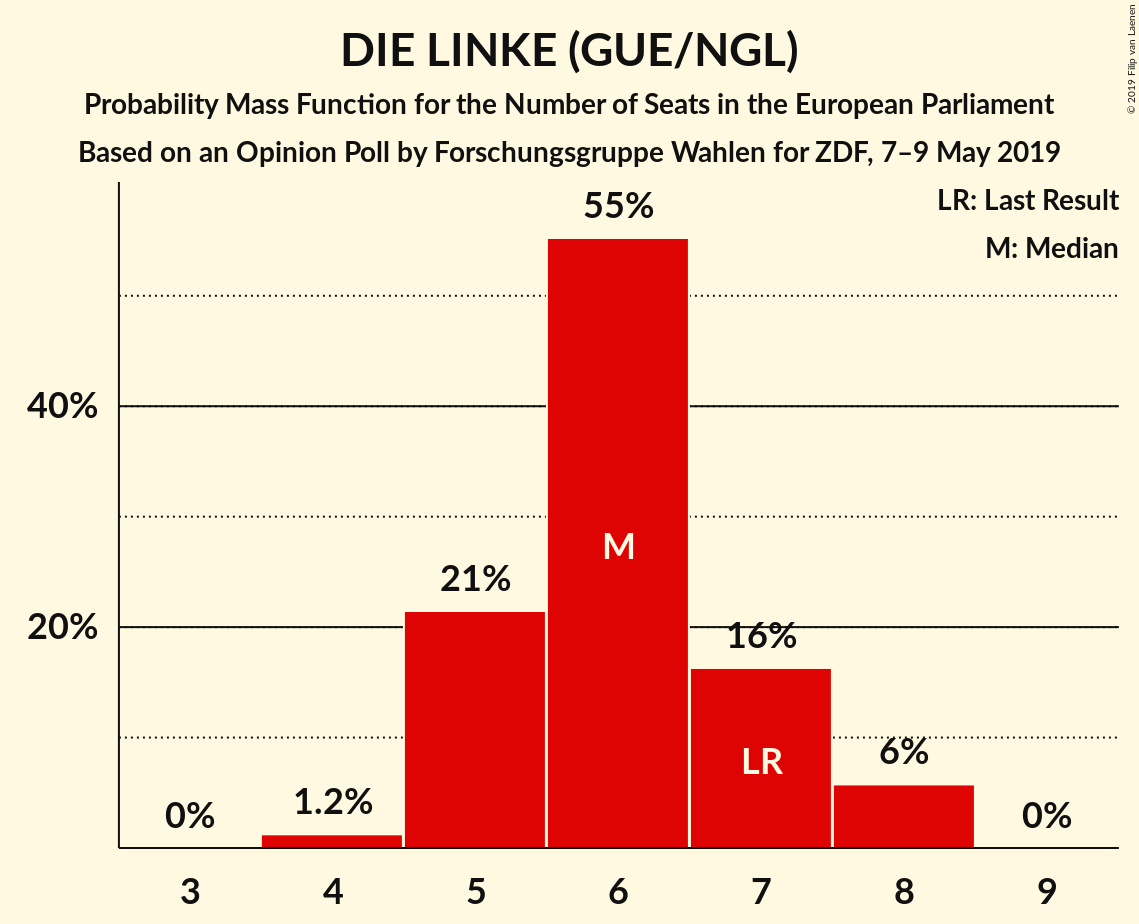 DIE LINKE (GUE/NGL)
Probability Mass Function for the Number of Seats in the European Parliament
Based on an Opinion Poll by Forschungsgruppe Wahlen for ZDF, 7–9 May 2019
© 2019 Filip van Laenen
LR: Last Result
M: Median
55%
40%
M
21%
20%
16%
LR
6%
1.2%
0%
0%
3 4 5 6 7 8 9